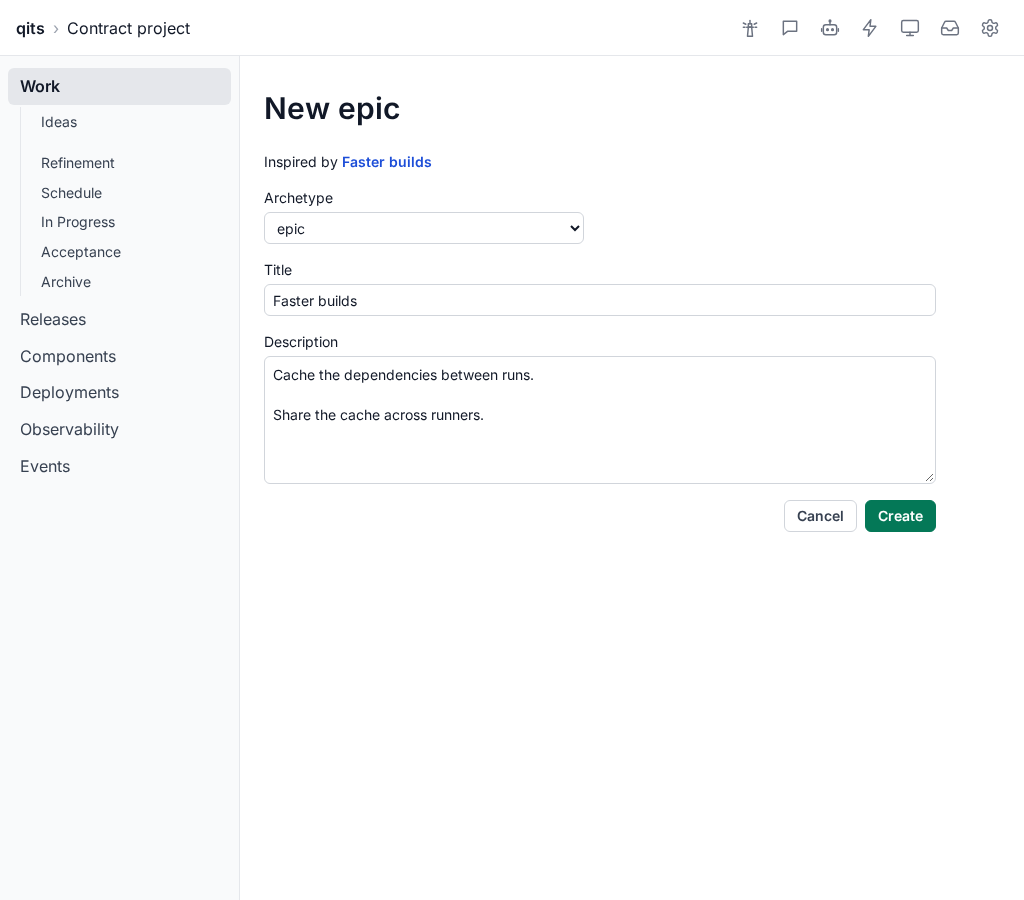 qits › Contract project
Work
Ideas
Refinement
Schedule
In Progress
Acceptance
Archive
Releases
Components
Deployments
Observability
Events
New epic
Inspired by Faster builds
Archetype
epic
Title
Faster builds
Description
Cache the dependencies between runs.
Share the cache across runners.
Cancel Create